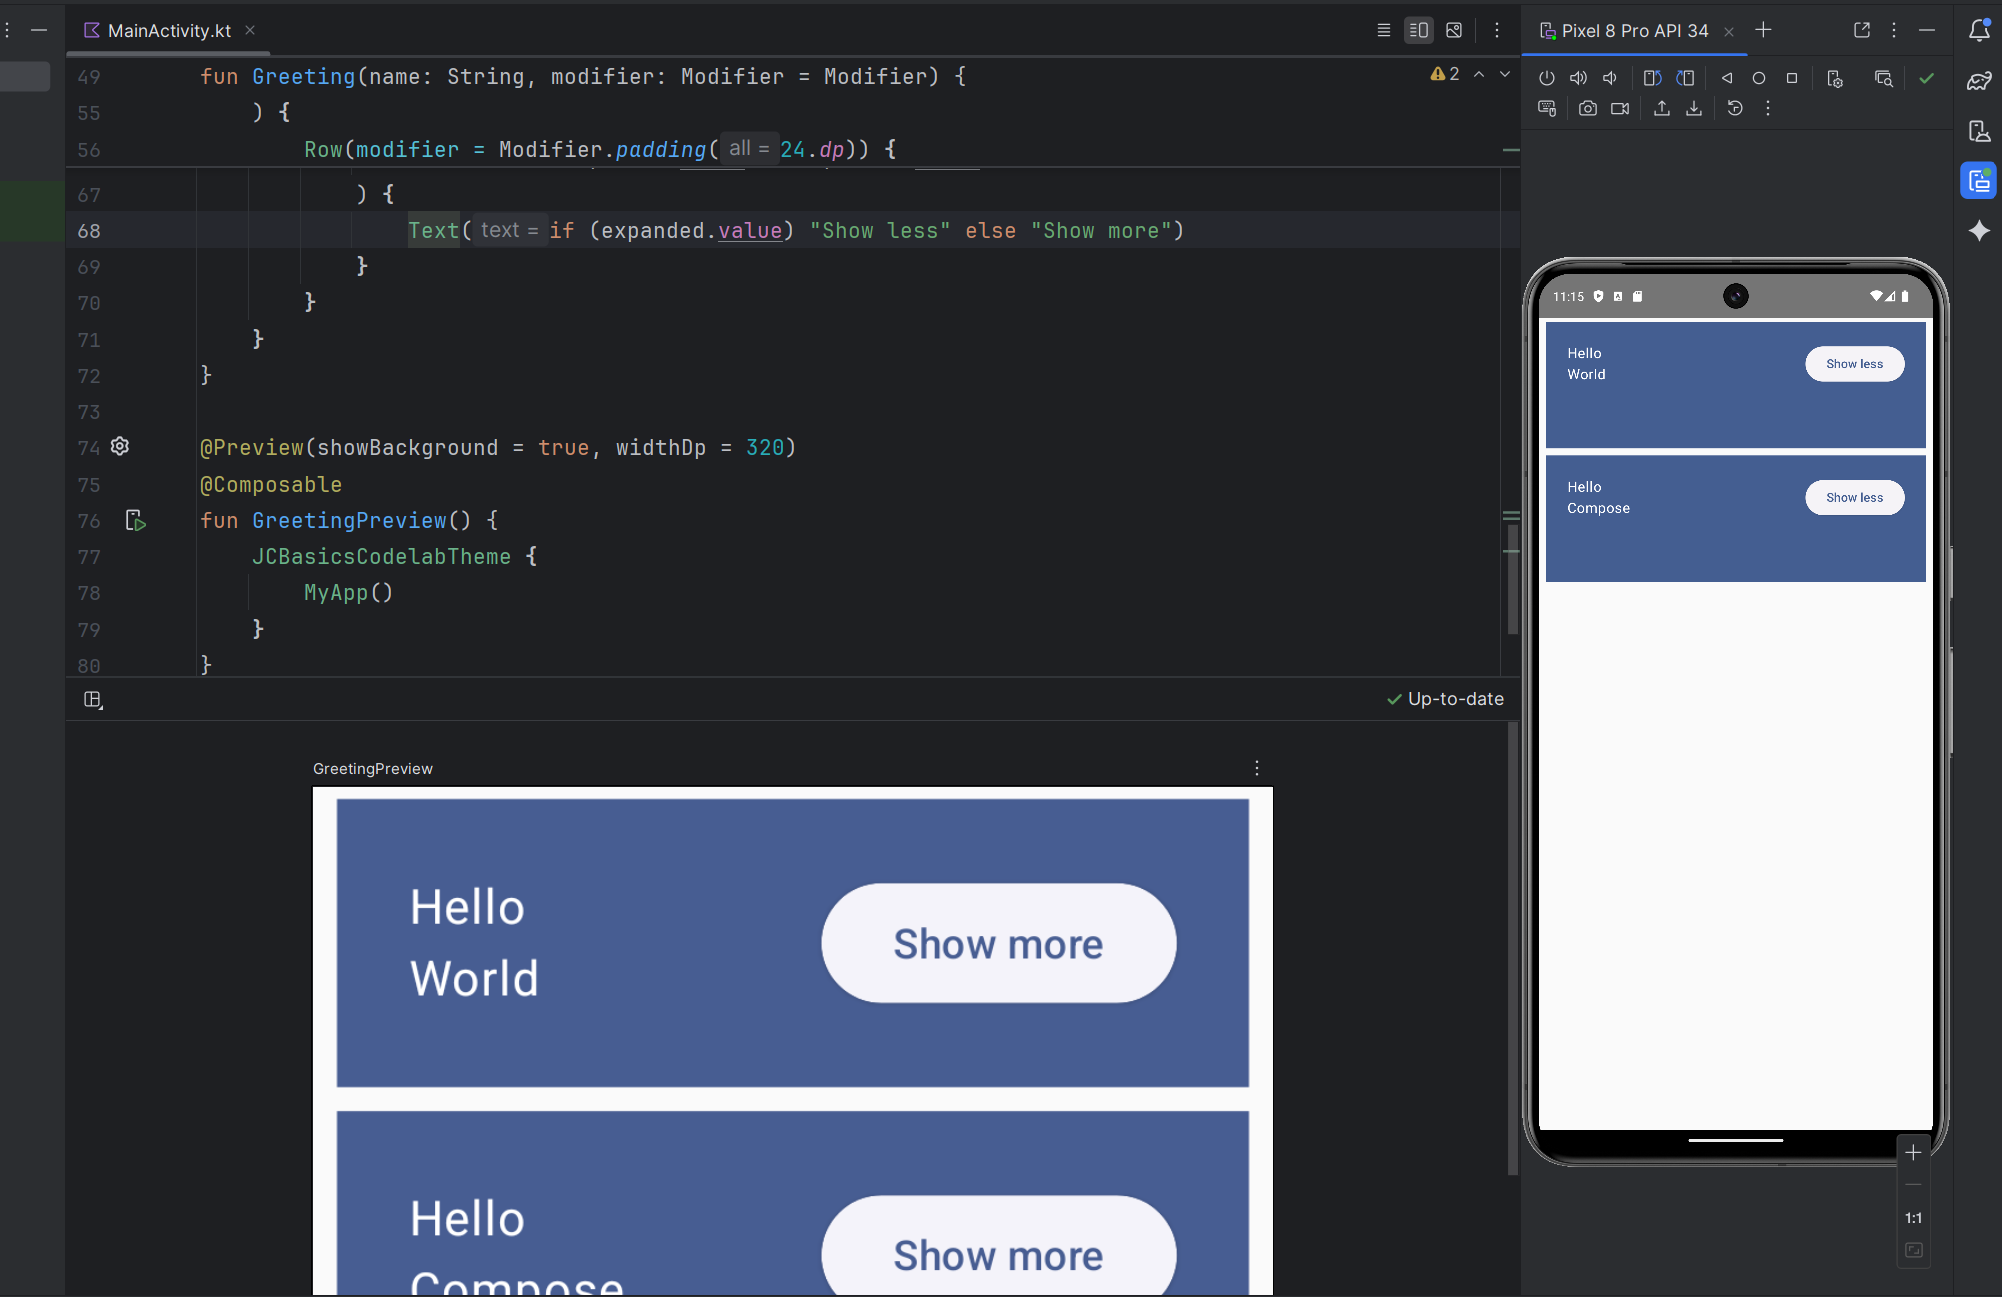 MainActivity.kt
49 fun Greeting(name: String, modifier: Modifier = Modifier) {
2
55 ) {
56 Row(modifier = Modifier.padding( all = 24.dp)) {
67 ) {
68 Text( text = if (expanded.value) "Show less" else "Show more")
69 }
70 }
71 }
72 }
73
74 @Preview(showBackground = true, widthDp = 320)
75 @Composable
76 fun GreetingPreview() {
77 JCBasicsCodelabTheme {
78 MyApp()
79 }
80 }
Up-to-date
GreetingPreview
Hello
World
Show more
Hello
Compose
Show more
Pixel 8 Pro API 34
11:15
Hello
World
Show less
Hello
Compose
Show less
1:1